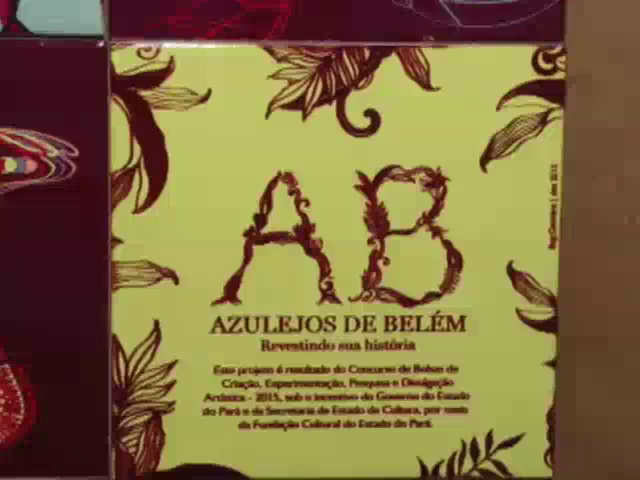 AB
AZULEJOS DE BELÉM
Revestindo sua história
Este projeto é resultado do Concurso de Bolsas de
Criação, Experimentação, Pesquisa e Divulgação
Artística - 2015, sob o incentivo do Governo do Estado
do Pará e da Secretaria de Estado de Cultura, por meio
da Fundação Cultural do Estado do Pará.